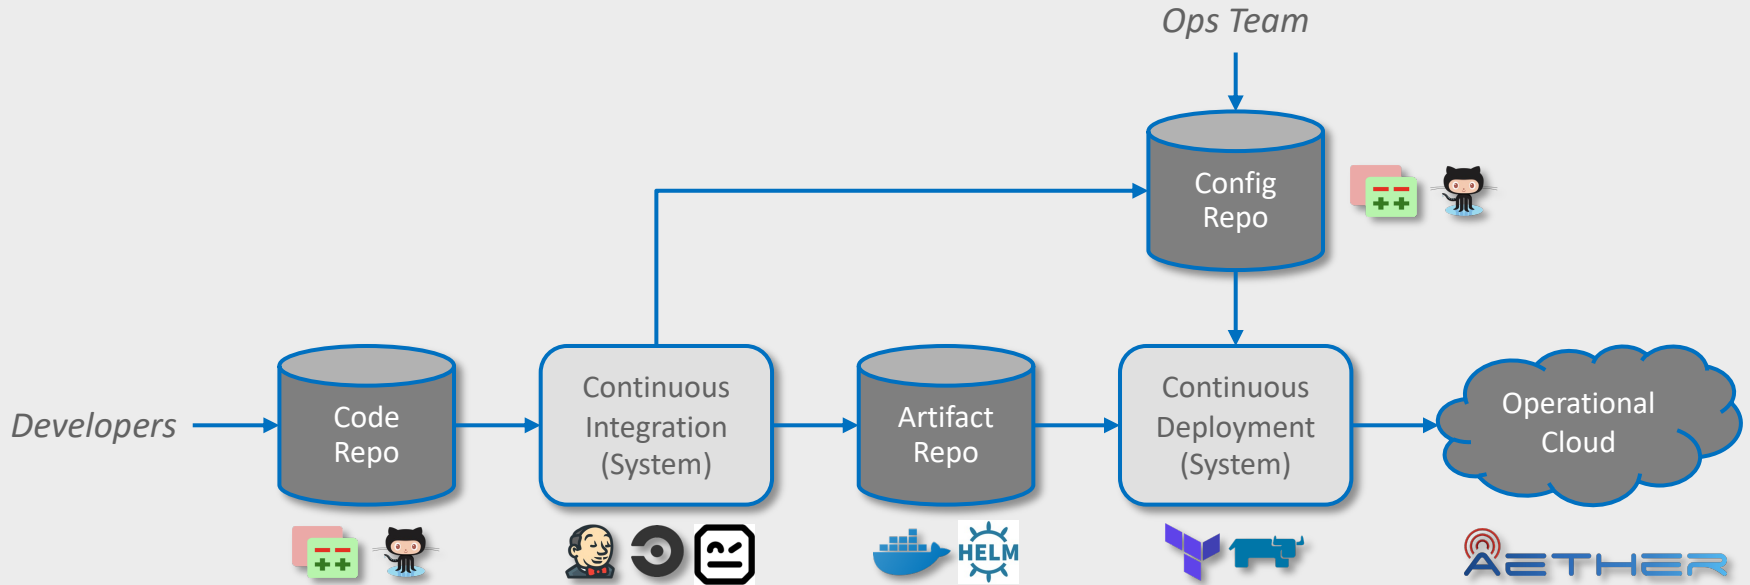 Ops Team
Config
Repo
Developers
Code
Repo
Continuous
Integration
(System)
Artifact
Repo
Continuous
Deployment
(System)
Operational
Cloud
HELM
AETHER